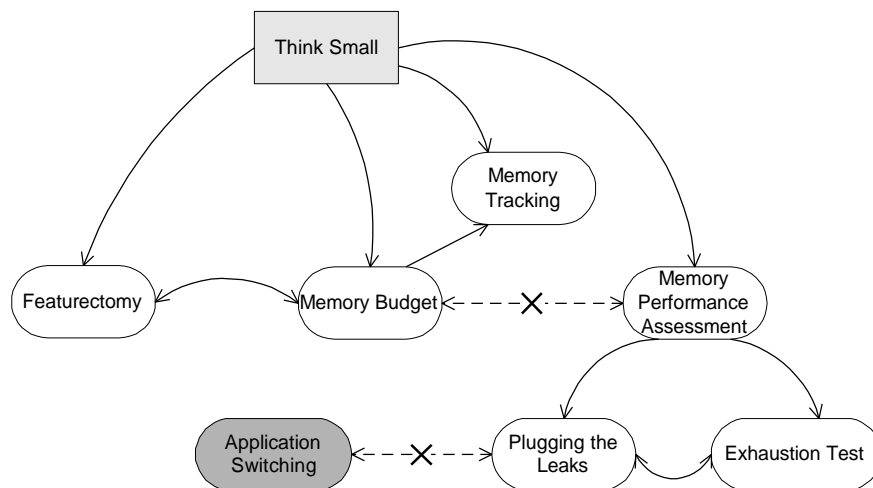 Think Small
Memory
Tracking
Featurectomy
Memory Budget
Memory
Performance
Assessment
Application
Switching
Plugging the
Leaks
Exhaustion Test